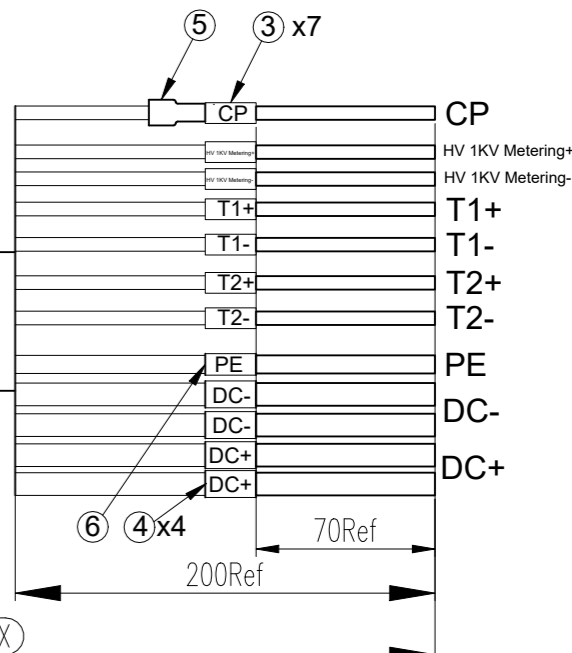 5 3 x7
CP CP
HV 1KV Metering+ HV 1KV Metering+
HV 1KV Metering- HV 1KV Metering-
T1+ T1+
T1- T1-
T2+ T2+
T2- T2-
PE PE
DC- DC-
DC-
DC+ DC+
DC+
6 4 x4 70Ref
200Ref
X